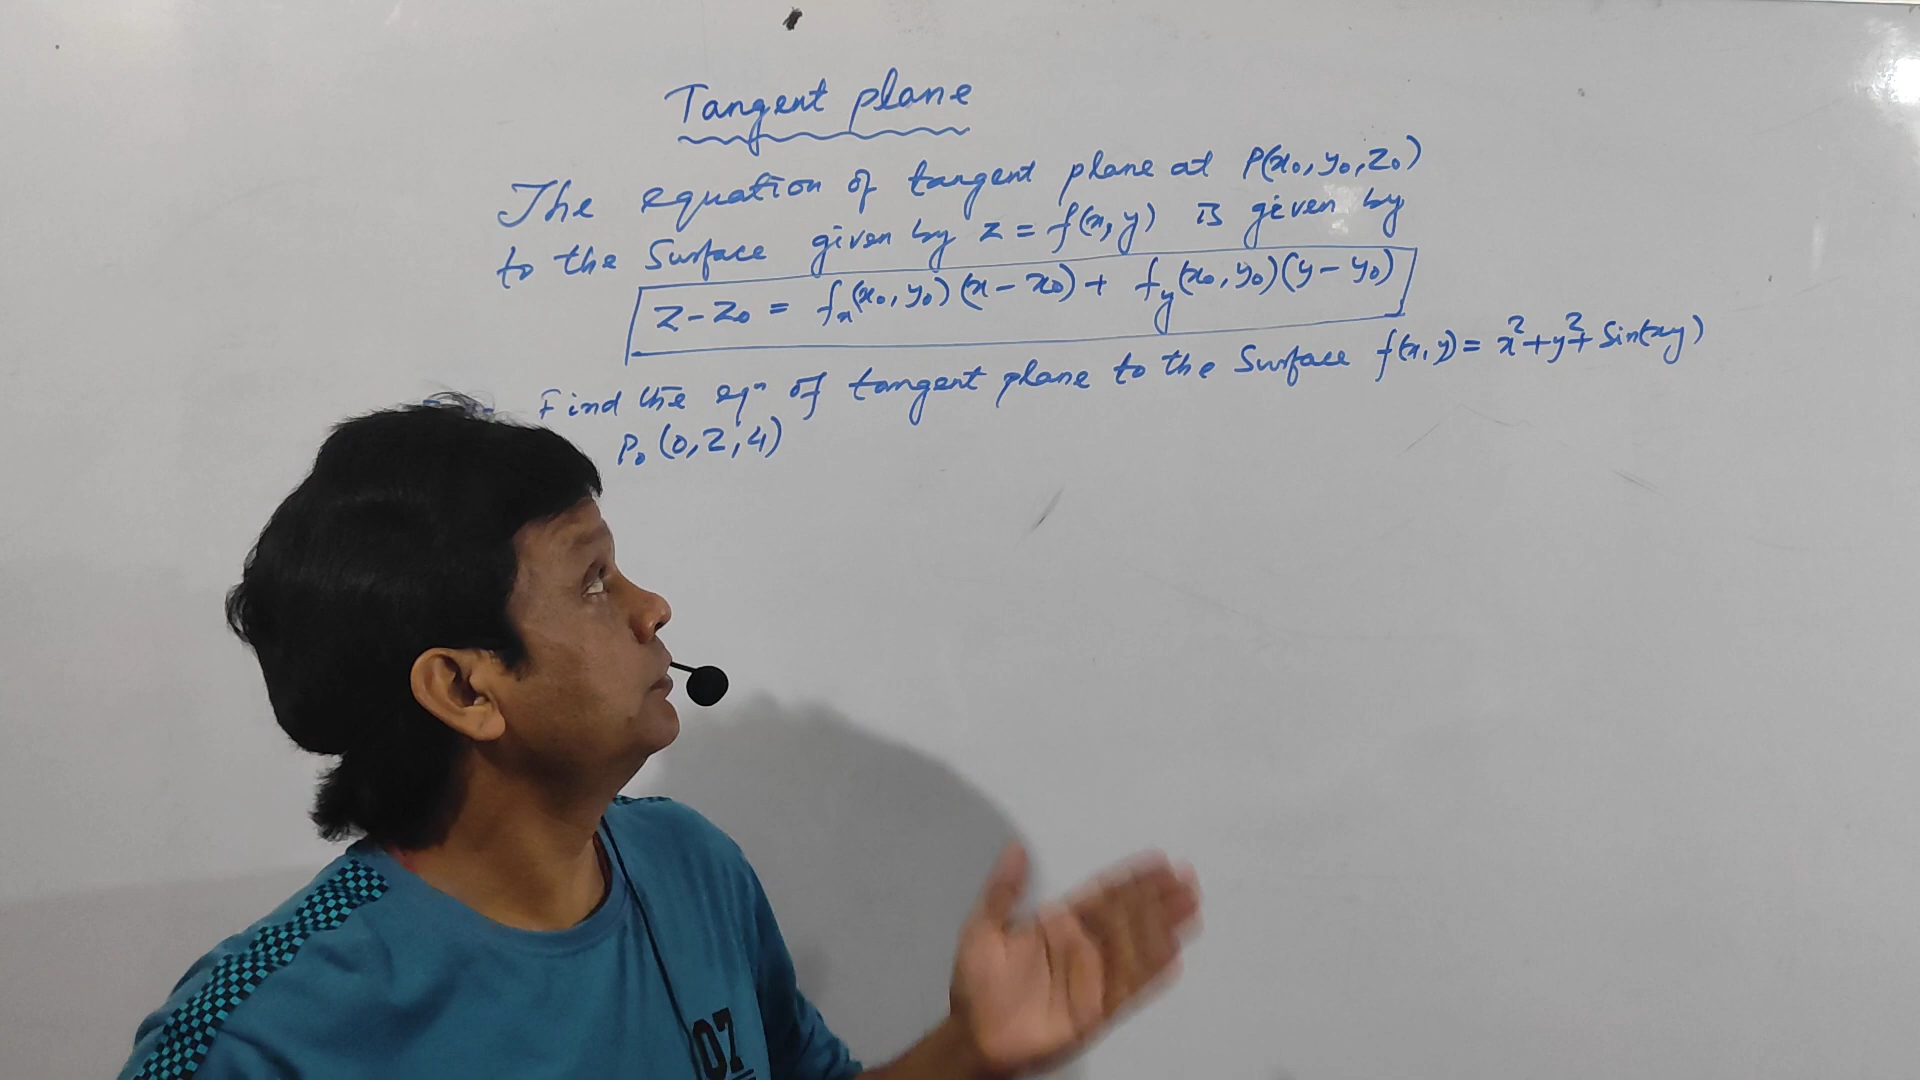 Tangent plane
The equation of tangent plane at P(x₀, y₀, z₀)
to the Surface given by z = f(x, y) is given by
z - z₀ = fₓ(x₀, y₀)(x - x₀) + f_y(x₀, y₀)(y - y₀)
Find the eqⁿ of tangent plane to the Surface f(x, y) = x² + y² + Sin(xy)
P₀ (0, 2, 4)
07